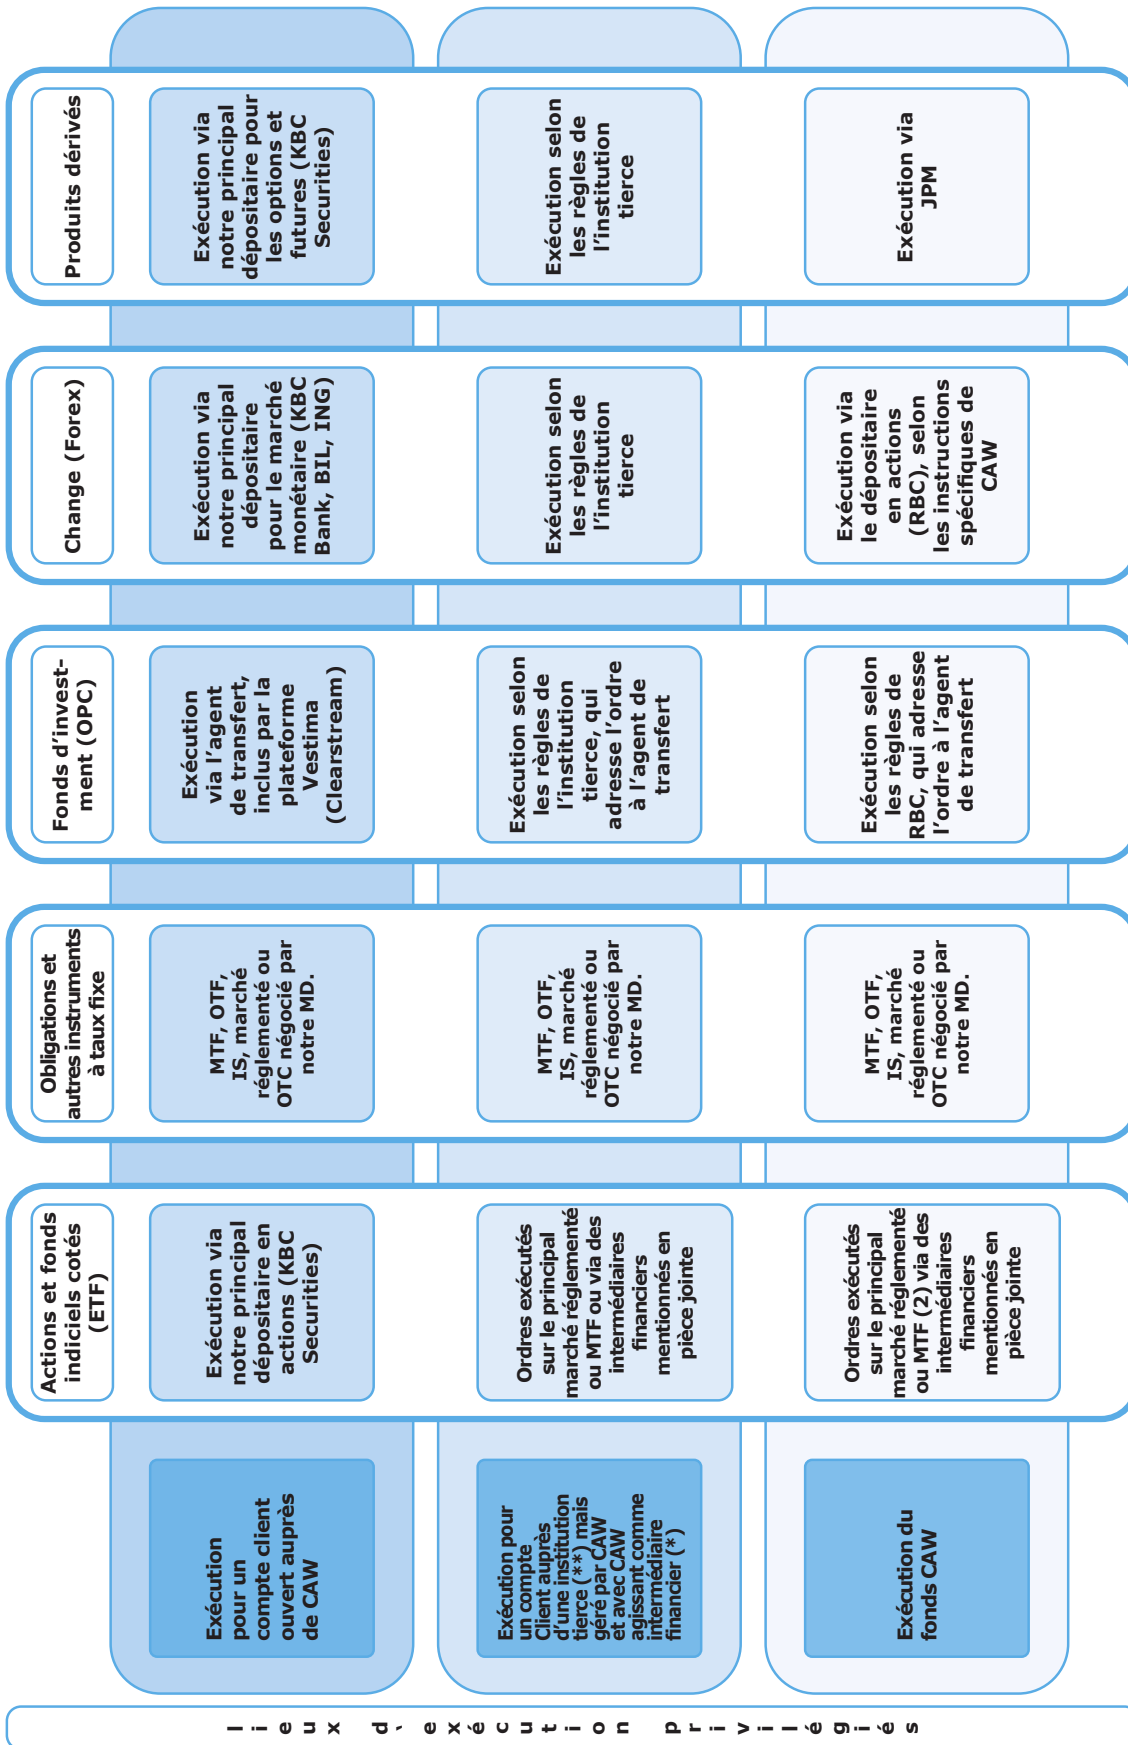 lieux d'exécution privilégiés
Actions et fonds
indiciels cotés
(ETF)
Obligations et
autres instruments
à taux fixe
Fonds d'invest-
ment (OPC)
Change (Forex)
Produits dérivés
Exécution
pour un
compte client
ouvert auprès
de CAW
Exécution via
notre principal
dépositaire en
actions (KBC
Securities)
MTF, OTF,
IS, marché
réglementé ou
OTC négocié par
notre MD.
Exécution
via l'agent
de transfert,
inclus par la
plateforme
Vestima
(Clearstream)
Exécution via
notre principal
dépositaire
pour le marché
monétaire (KBC
Bank, BIL, ING)
Exécution via
notre principal
dépositaire pour
les options et
futures (KBC
Securities)
Exécution pour
un compte
Client auprès
d'une institution
tierce (**) mais
géré par CAW
et avec CAW
agissant comme
intermédiaire
financier (*)
Ordres exécutés
sur le principal
marché réglementé
ou MTF ou via des
intermédiaires
financiers
mentionnés en
pièce jointe
MTF, OTF,
IS, marché
réglementé ou
OTC négocié par
notre MD.
Exécution selon
les règles de
l'institution
tierce, qui
adresse l'ordre
à l'agent de
transfert
Exécution selon
les règles de
l'institution
tierce
Exécution selon
les règles de
l'institution
tierce
Exécution du
fonds CAW
Ordres exécutés
sur le principal
marché réglementé
ou MTF (2) via des
intermédiaires
financiers
mentionnés en
pièce jointe
MTF, OTF,
IS, marché
réglementé ou
OTC négocié par
notre MD.
Exécution selon
les règles de
RBC, qui adresse
l'ordre à l'agent
de transfert
Exécution via
le dépositaire
en actions
(RBC), selon
les instructions
spécifiques de
CAW
Exécution via
JPM